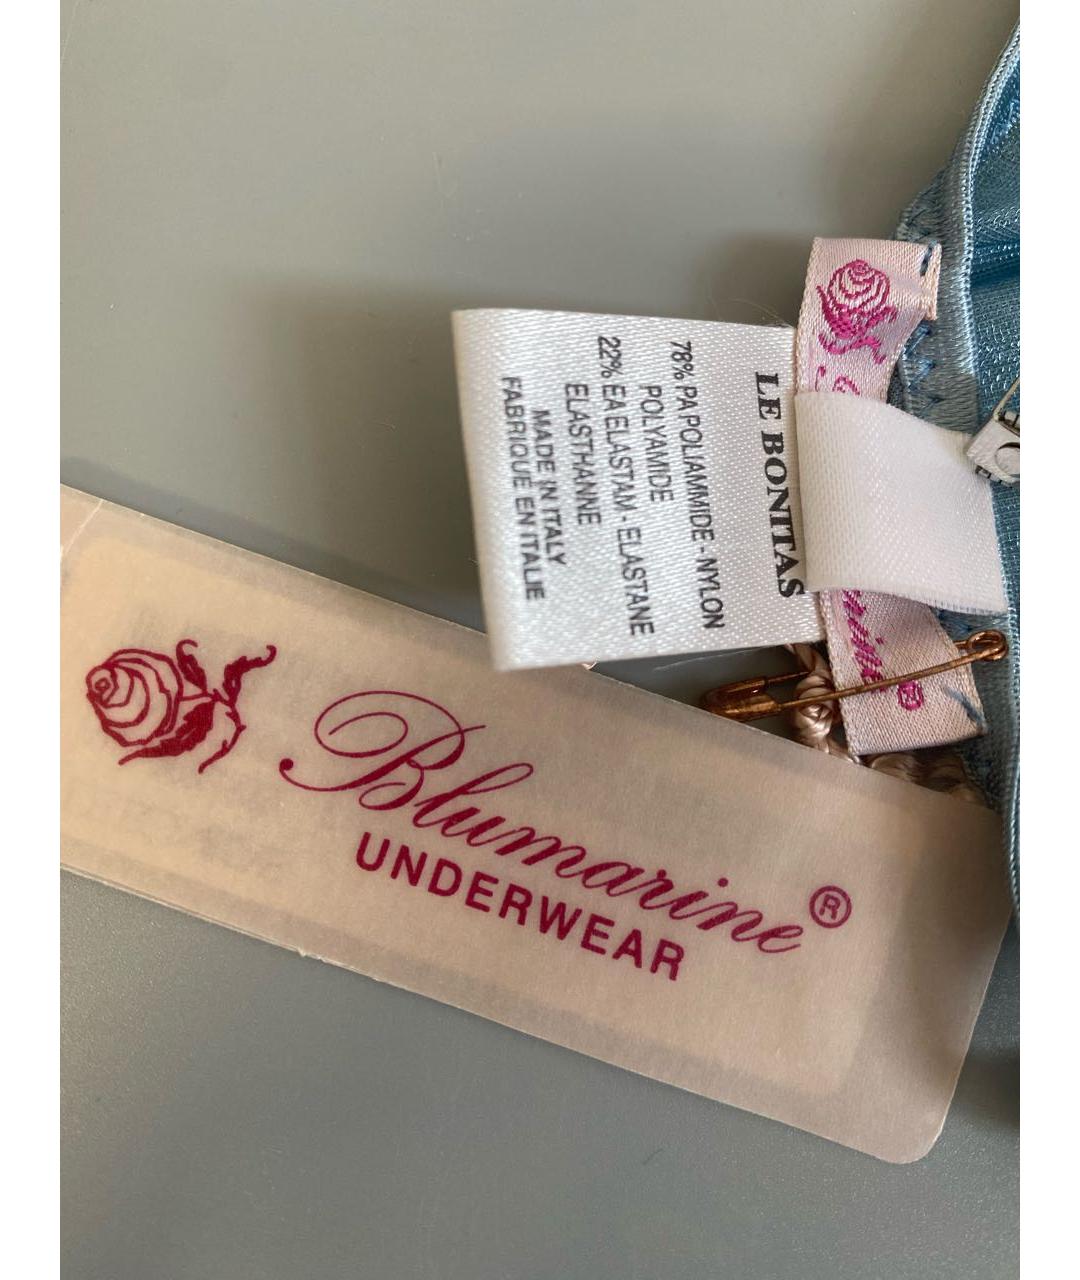 LE BONITAS
78% PA POLIAMMIDE - NYLON
POLYAMIDE
22% EA ELASTAM - ELASTANE
ELASTHANNE
MADE IN ITALY
FABRIQUE EN ITALIE
Blumarine®
UNDERWEAR